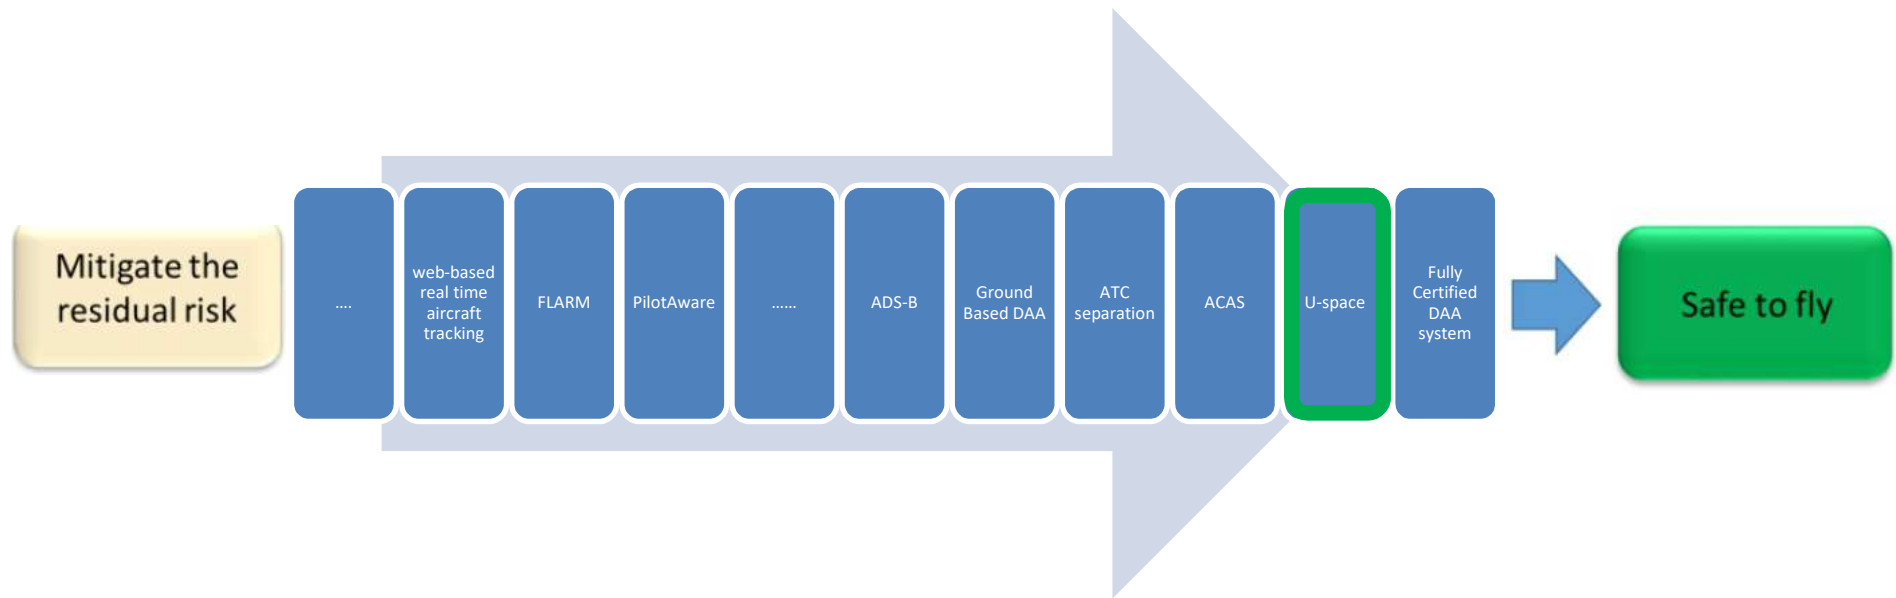 Mitigate the
residual risk
....
web-based
real time
aircraft
tracking
FLARM
PilotAware
......
ADS-B
Ground
Based DAA
ATC
separation
ACAS
U-space
Fully
Certified
DAA
system
Safe to fly